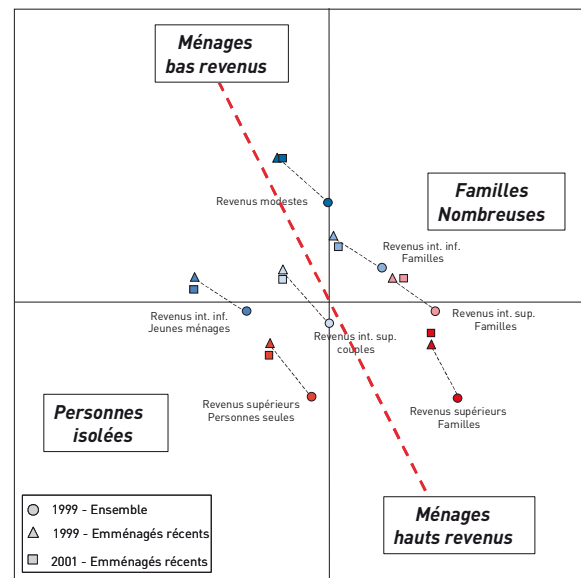 Ménages
bas revenus
Familles
Nombreuses
Revenus modestes
Revenus int. inf.
Familles
Revenus int. inf.
Jeunes ménages
Revenus int. sup.
couples
Revenus int. sup.
Familles
Revenus supérieurs
Personnes seules
Revenus supérieurs
Familles
Personnes
isolées
Ménages
hauts revenus
1999 - Ensemble
1999 - Emménagés récents
2001 - Emménagés récents